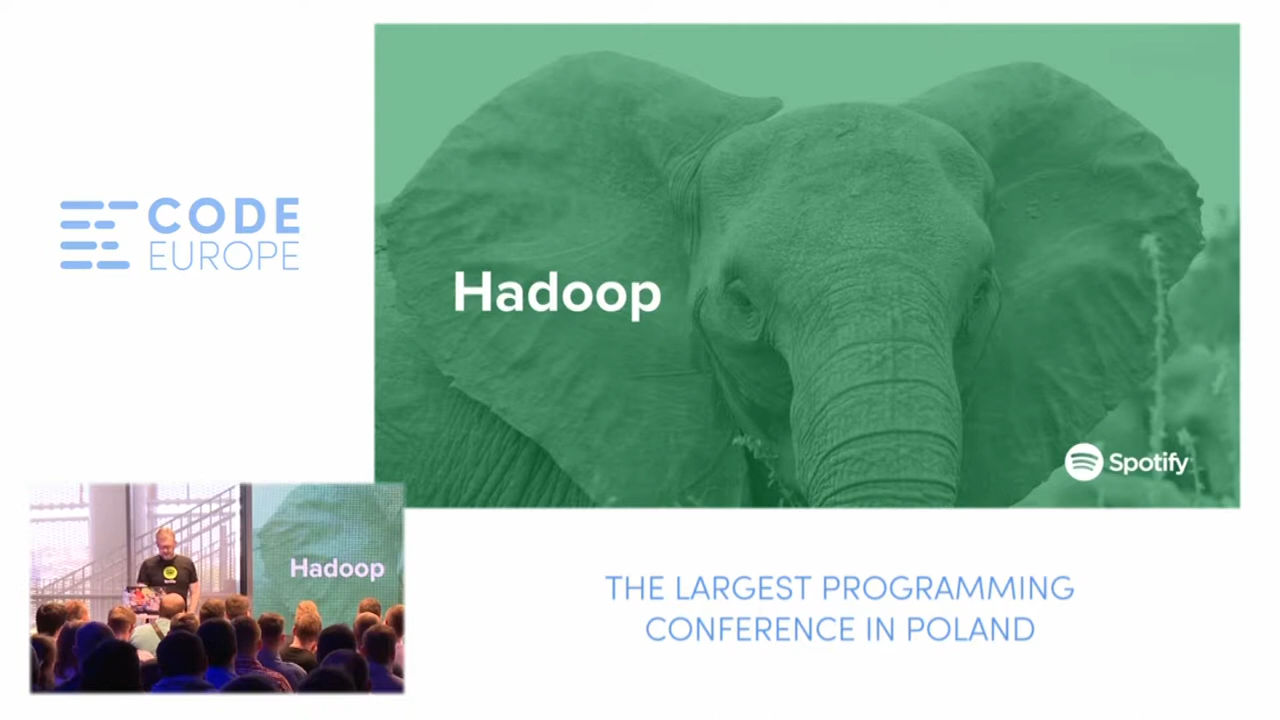 CODE
EUROPE
Hadoop
Spotify
Hadoop
THE LARGEST PROGRAMMING
CONFERENCE IN POLAND